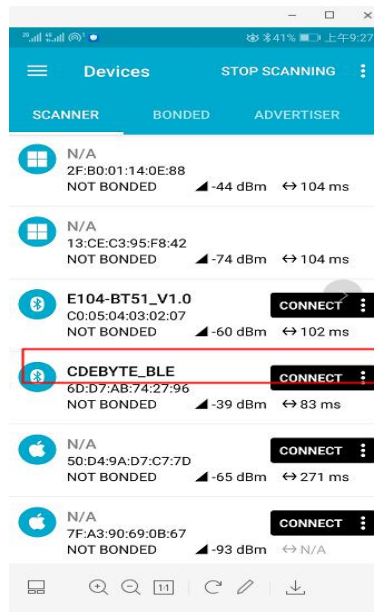 41% 上午9:27
Devices STOP SCANNING
SCANNER BONDED ADVERTISER
N/A
2F:B0:01:14:0E:88
NOT BONDED -44 dBm 104 ms
N/A
13:CE:C3:95:F8:42
NOT BONDED -74 dBm 104 ms
E104-BT51_V1.0 CONNECT
C0:05:04:03:02:07
NOT BONDED -60 dBm 102 ms
CDEBYTE_BLE CONNECT
6D:D7:AB:74:27:96
NOT BONDED -39 dBm 83 ms
N/A CONNECT
50:D4:9A:D7:C7:7D
NOT BONDED -65 dBm 271 ms
N/A CONNECT
7F:A3:90:69:0B:67
NOT BONDED -93 dBm N/A
1:1